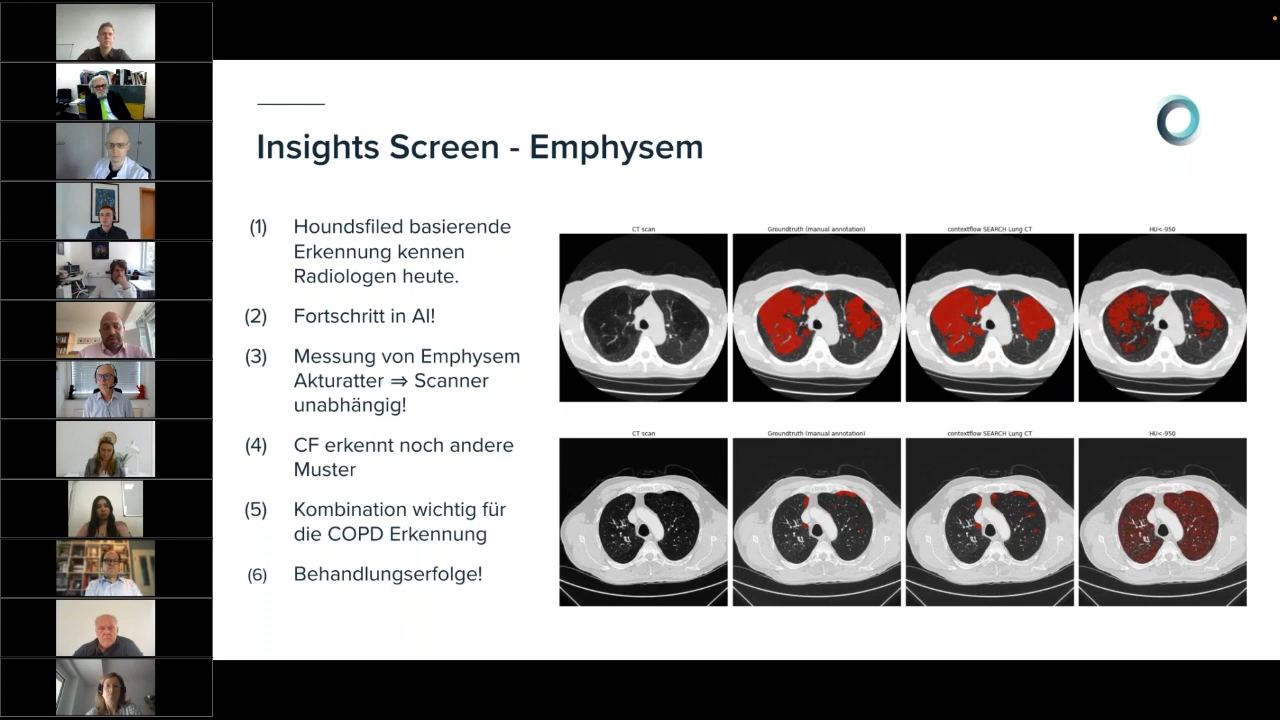 Insights Screen - Emphysem
(1) Houndsfiled basierende
Erkennung kennen
Radiologen heute.
(2) Fortschritt in AI!
(3) Messung von Emphysem
Akturatter ⇒ Scanner
unabhängig!
(4) CF erkennt noch andere
Muster
(5) Kombination wichtig für
die COPD Erkennung
(6) Behandlungserfolge!
CT scan
Groundtruth (manual annotation)
contextflow SEARCH Lung CT
HU<-950
CT scan
Groundtruth (manual annotation)
contextflow SEARCH Lung CT
HU<-950